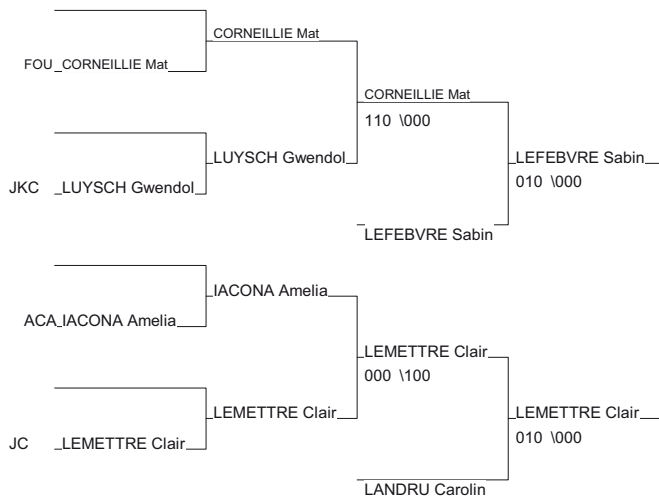 CORNEILLIE Mat
FOU CORNEILLIE Mat
CORNEILLIE Mat
110 \000
LUYSCH Gwendol
LEFEBVRE Sabin
010 \000
JKC LUYSCH Gwendol
LEFEBVRE Sabin
IACONA Amelia
ACA IACONA Amelia
LEMETTRE Clair
000 \100
LEMETTRE Clair
LEMETTRE Clair
010 \000
JC LEMETTRE Clair
LANDRU Carolin